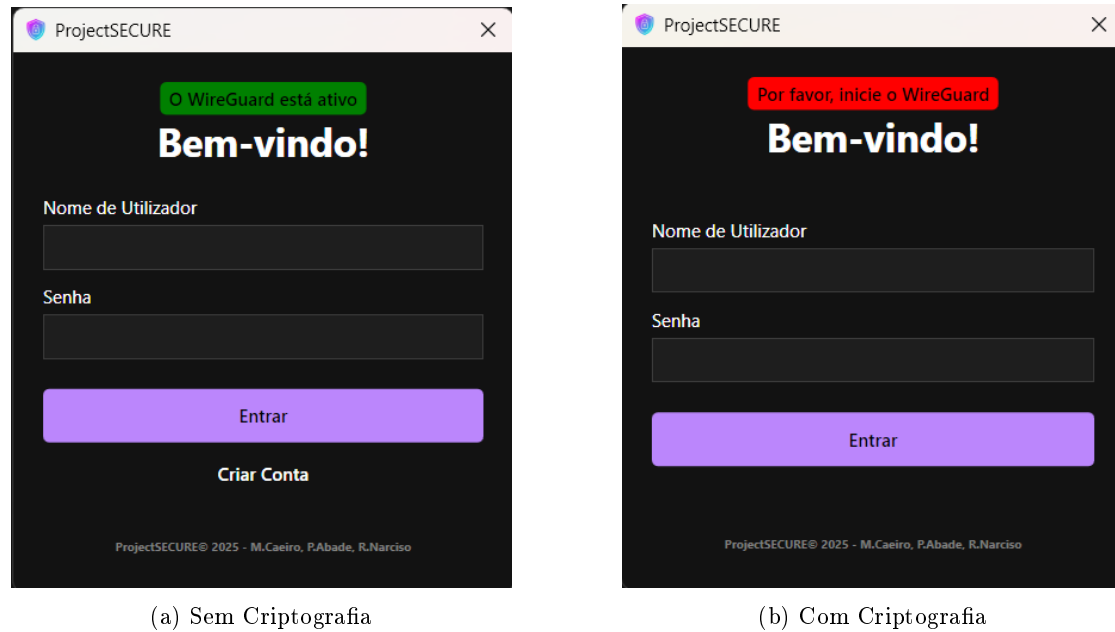 ProjectSECURE
O WireGuard está ativo
Bem-vindo!
Nome de Utilizador
Senha
Entrar
Criar Conta
ProjectSECURE© 2025 - M.Caeiro, P.Abade, R.Narciso
(a) Sem Criptografia
ProjectSECURE
Por favor, inicie o WireGuard
Bem-vindo!
Nome de Utilizador
Senha
Entrar
ProjectSECURE© 2025 - M.Caeiro, P.Abade, R.Narciso
(b) Com Criptografia